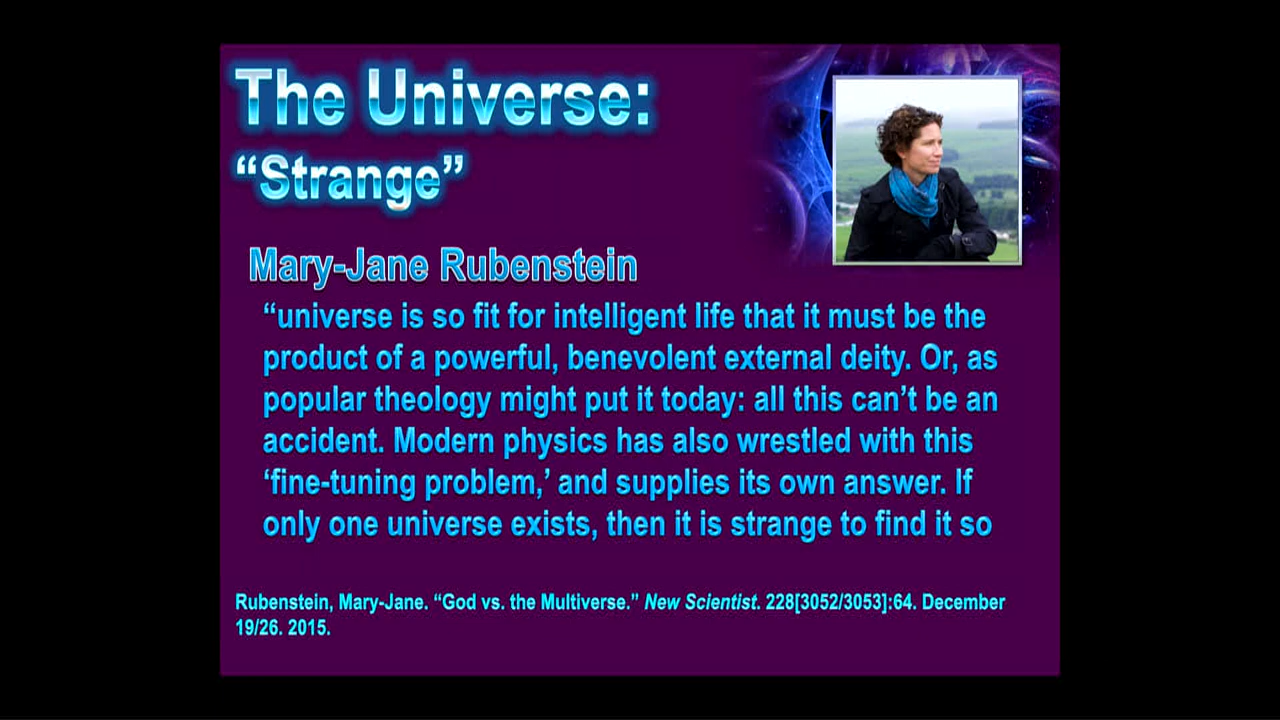 The Universe:
“Strange”
Mary-Jane Rubenstein
“universe is so fit for intelligent life that it must be the
product of a powerful, benevolent external deity. Or, as
popular theology might put it today: all this can’t be an
accident. Modern physics has also wrestled with this
‘fine-tuning problem,’ and supplies its own answer. If
only one universe exists, then it is strange to find it so
Rubenstein, Mary-Jane. “God vs. the Multiverse.” New Scientist. 228[3052/3053]:64. December
19/26. 2015.